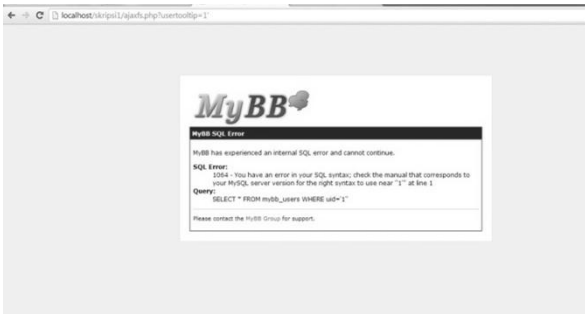 localhost/skripsi1/ajaxfs.php?usertooltip=1'
MyBB
MyBB SQL Error
MyBB has experienced an internal SQL error and cannot continue.
SQL Error:
1064 - You have an error in your SQL syntax; check the manual that corresponds to
your MySQL server version for the right syntax to use near ''1''' at line 1
Query:
SELECT * FROM mybb_users WHERE uid='1''
Please contact the MyBB Group for support.